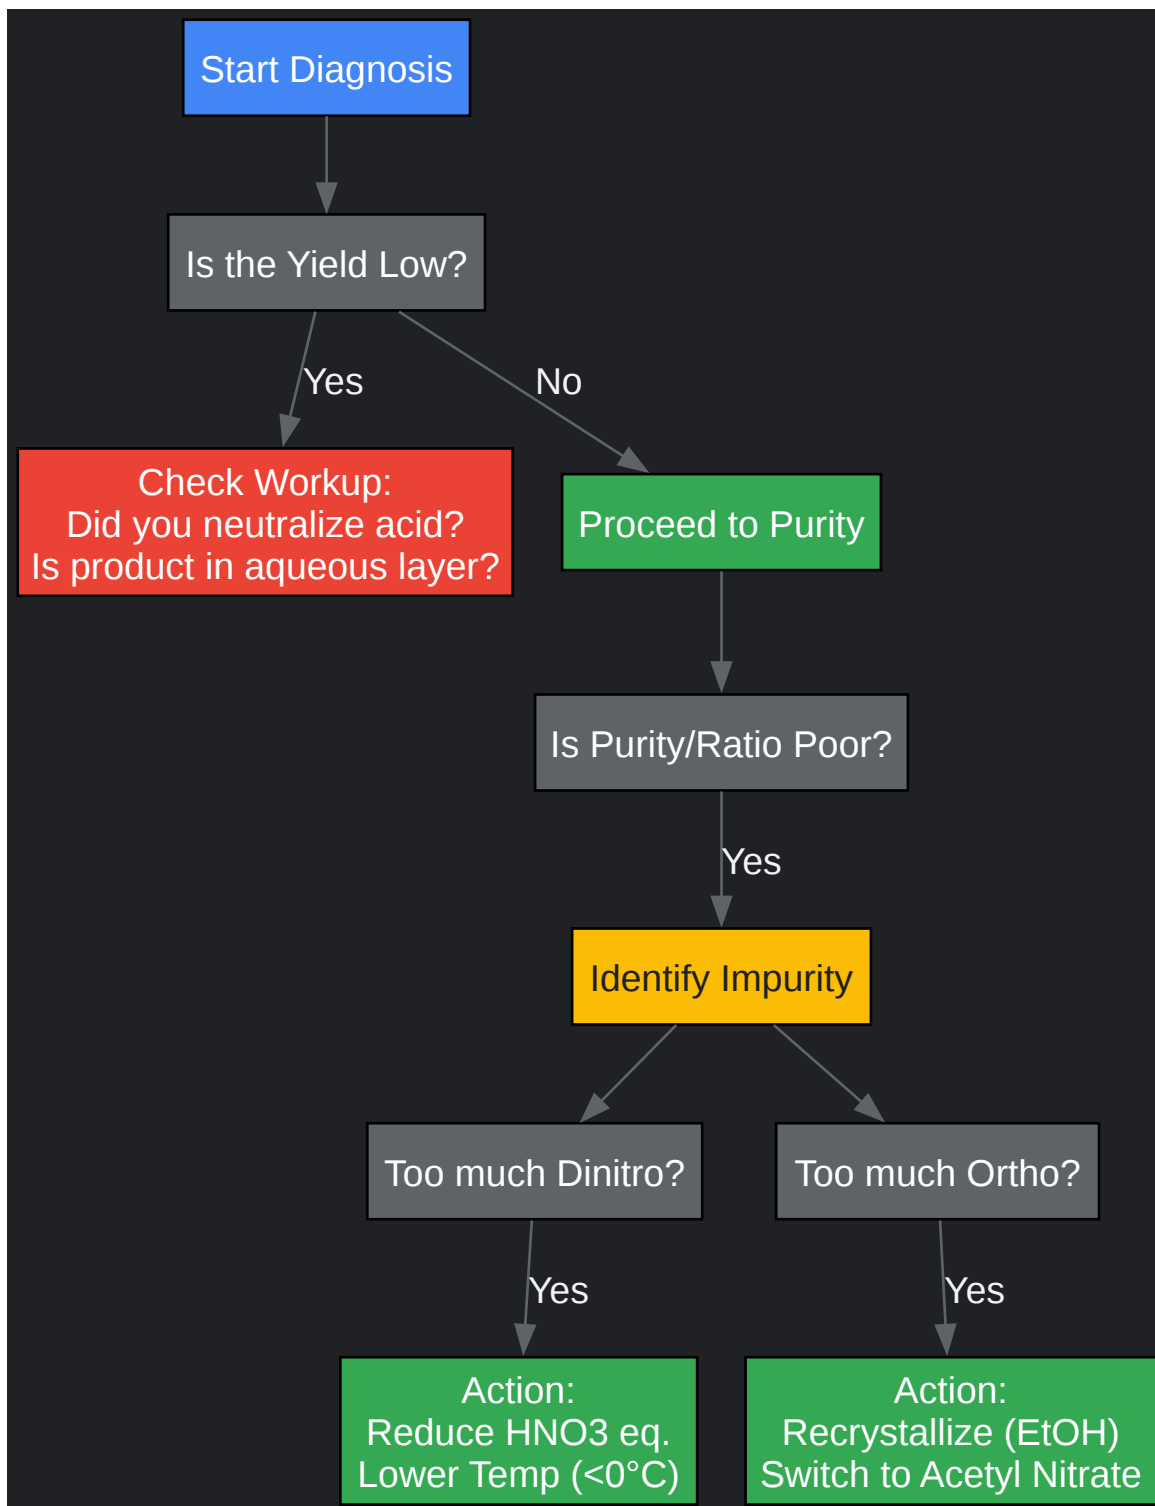 Start Diagnosis
Is the Yield Low?
Yes
No
Check Workup:
Did you neutralize acid?
Is product in aqueous layer?
Proceed to Purity
Is Purity/Ratio Poor?
Yes
Identify Impurity
Too much Dinitro?
Too much Ortho?
Yes
Yes
Action:
Reduce HNO3 eq.
Lower Temp (<0°C)
Action:
Recrystallize (EtOH)
Switch to Acetyl Nitrate